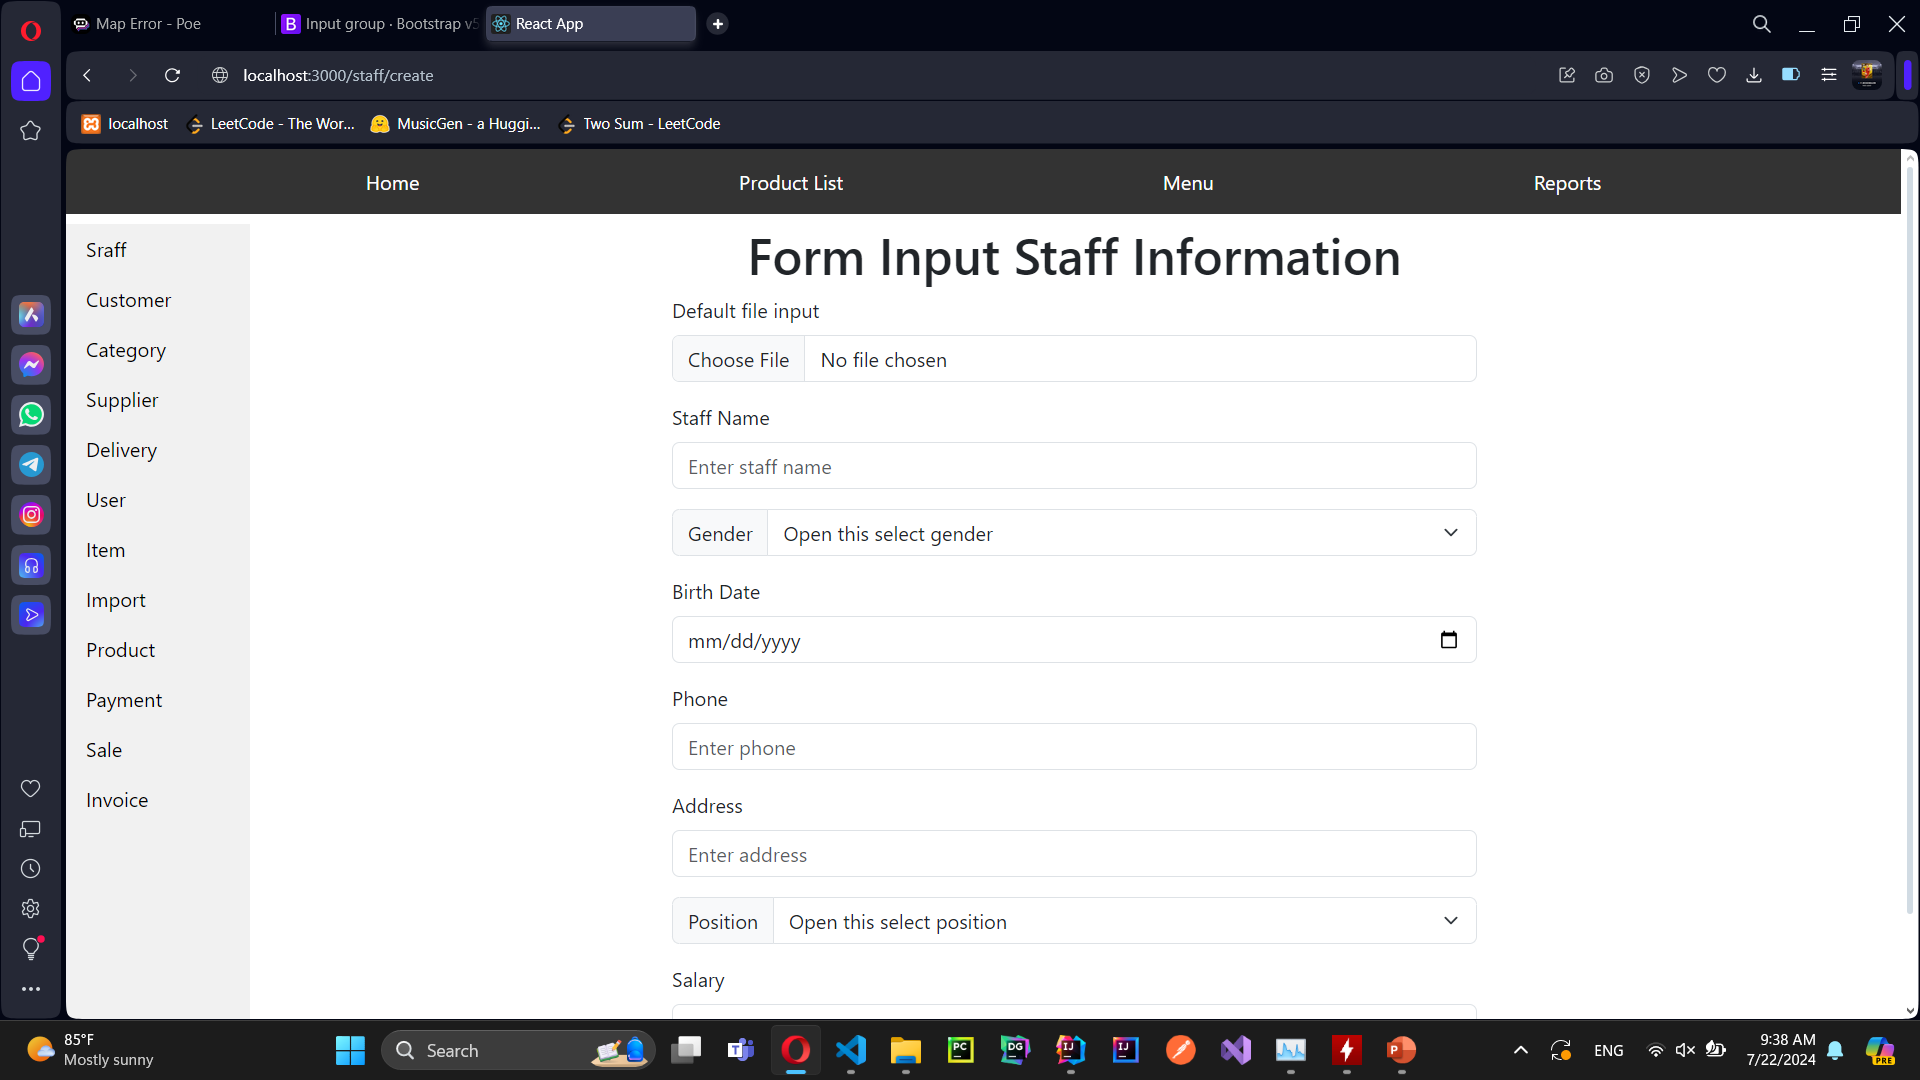 Map Error - Poe
Input group · Bootstrap v5
React App
localhost:3000/staff/create
localhost
LeetCode - The Wor...
MusicGen - a Huggi...
Two Sum - LeetCode
Home
Product List
Menu
Reports
Sraff
Customer
Category
Supplier
Delivery
User
Item
Import
Product
Payment
Sale
Invoice
Form Input Staff Information
Default file input
Choose File
No file chosen
Staff Name
Enter staff name
Gender
Open this select gender
Birth Date
mm/dd/yyyy
Phone
Enter phone
Address
Enter address
Position
Open this select position
Salary
85°F
Mostly sunny
Search
ENG
9:38 AM
7/22/2024